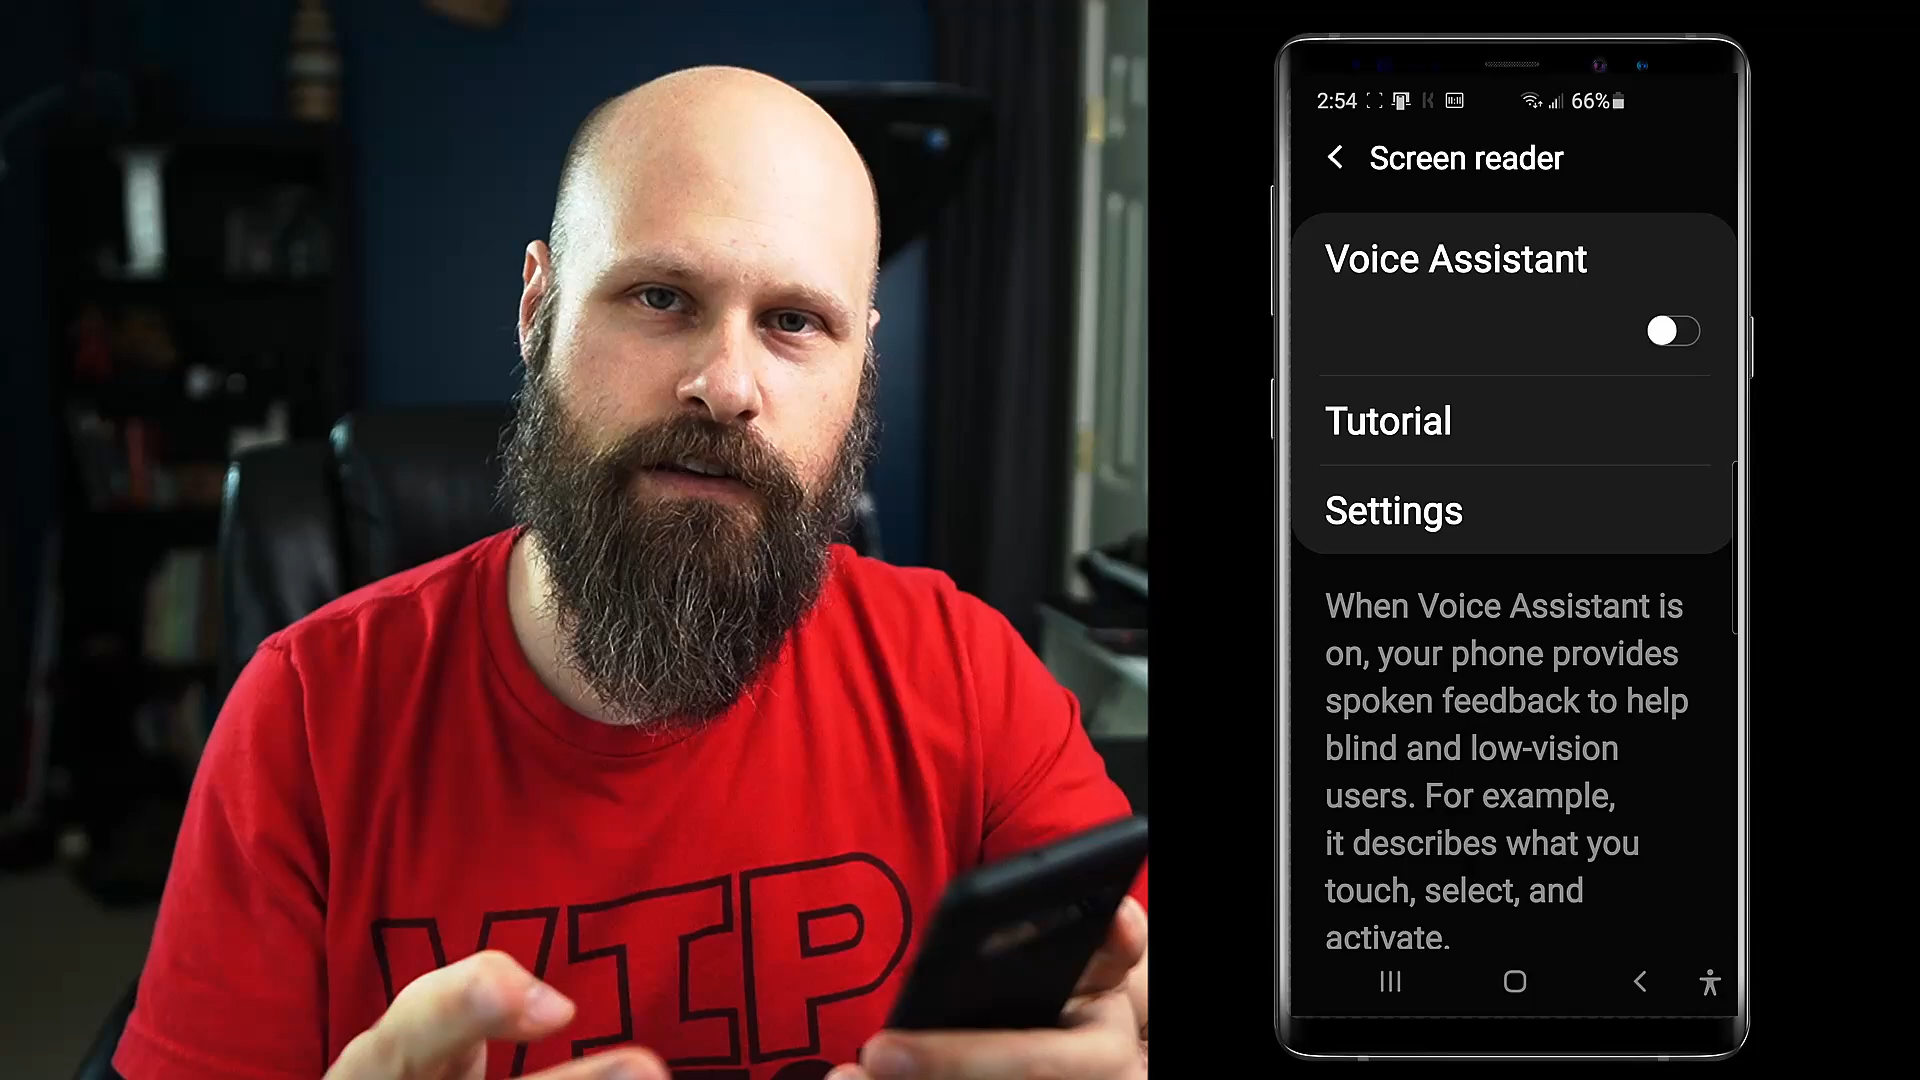 VIP
2:54 66%
Screen reader
Voice Assistant
Tutorial
Settings
When Voice Assistant is
on, your phone provides
spoken feedback to help
blind and low-vision
users. For example,
it describes what you
touch, select, and
activate.